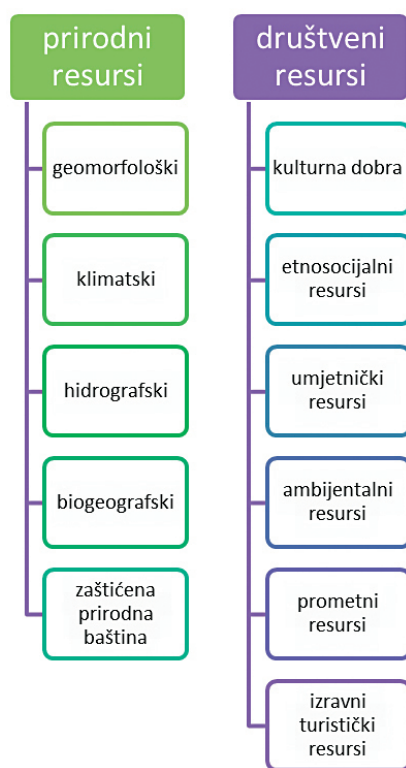 prirodni
resursi
geomorfološki
klimatski
hidrografski
biogeografski
zaštićena
prirodna
baština
društveni
resursi
kulturna dobra
etnosocijalni
resursi
umjetnički
resursi
ambijentalni
resursi
prometni
resursi
izravni
turistički
resursi